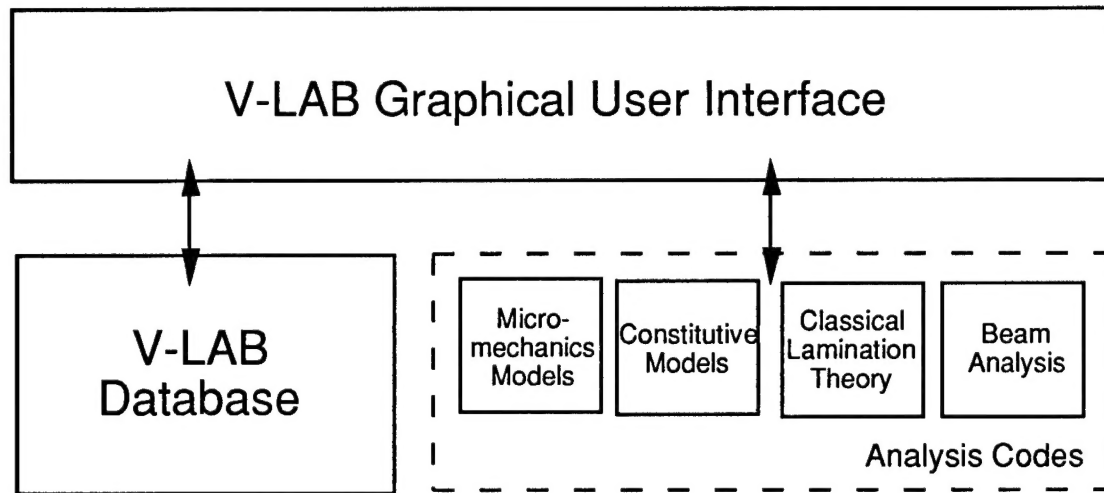 V-LAB Graphical User Interface
V-LAB
Database
Micro-
mechanics
Models
Constitutive
Models
Classical
Lamination
Theory
Beam
Analysis
Analysis Codes